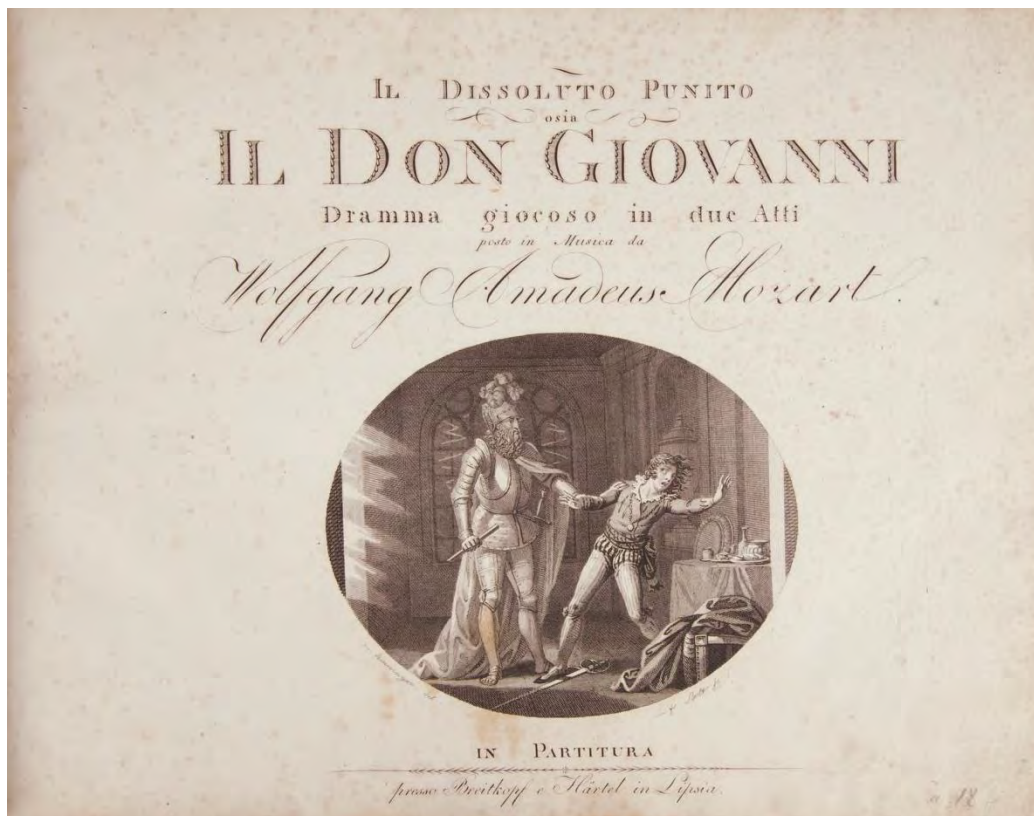 IL DISSOLUTO PUNITO
osia
IL DON GIOVANNI
Dramma giocoso in due Atti
posto in Musica da
Wolfgang Amadeus Mozart.
IN PARTITURA
presso Breitkopf e Härtel in Lipsia.